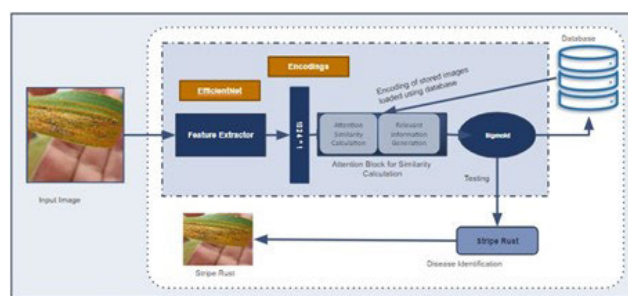 Database
Encodings
EfficientNet
Encoding of stored images
loaded using database
Feature Extractor
1024*1
Attention
Similarity
Calculation
Relevant
Information
Generation
Sigmoid
Attention Block for Similarity
Calculation
Input Image
Testing
Stripe Rust
Stripe Rust
Disease Identification